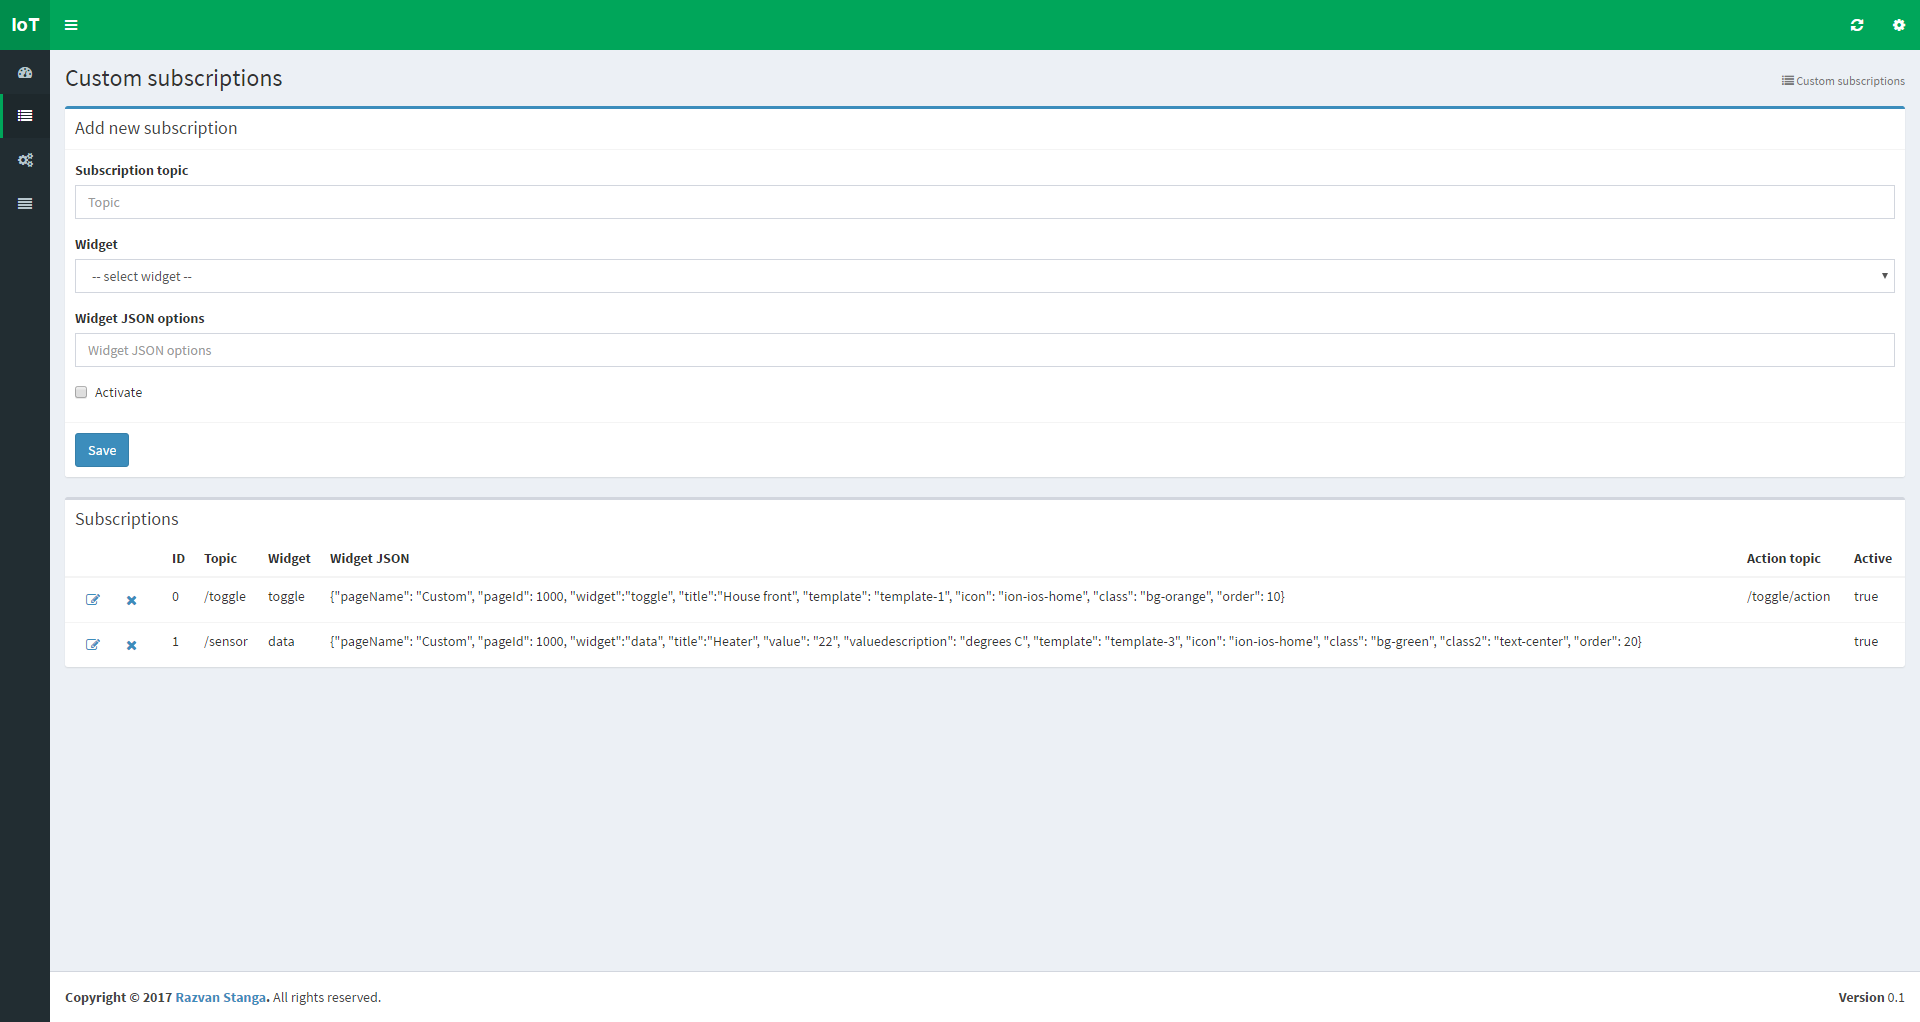 IoT
Custom subscriptions
Custom subscriptions
Add new subscription
Subscription topic
Topic
Widget
-- select widget --
Widget JSON options
Widget JSON options
Activate
Save
Subscriptions
ID Topic Widget Widget JSON Action topic Active
0 /toggle toggle {"pageName": "Custom", "pageId": 1000, "widget":"toggle", "title":"House front", "template": "template-1", "icon": "ion-ios-home", "class": "bg-orange", "order": 10} /toggle/action true
1 /sensor data {"pageName": "Custom", "pageId": 1000, "widget":"data", "title":"Heater", "value": "22", "valuedescription": "degrees C", "template": "template-3", "icon": "ion-ios-home", "class": "bg-green", "class2": "text-center", "order": 20} true
Copyright © 2017 Razvan Stanga. All rights reserved.
Version 0.1